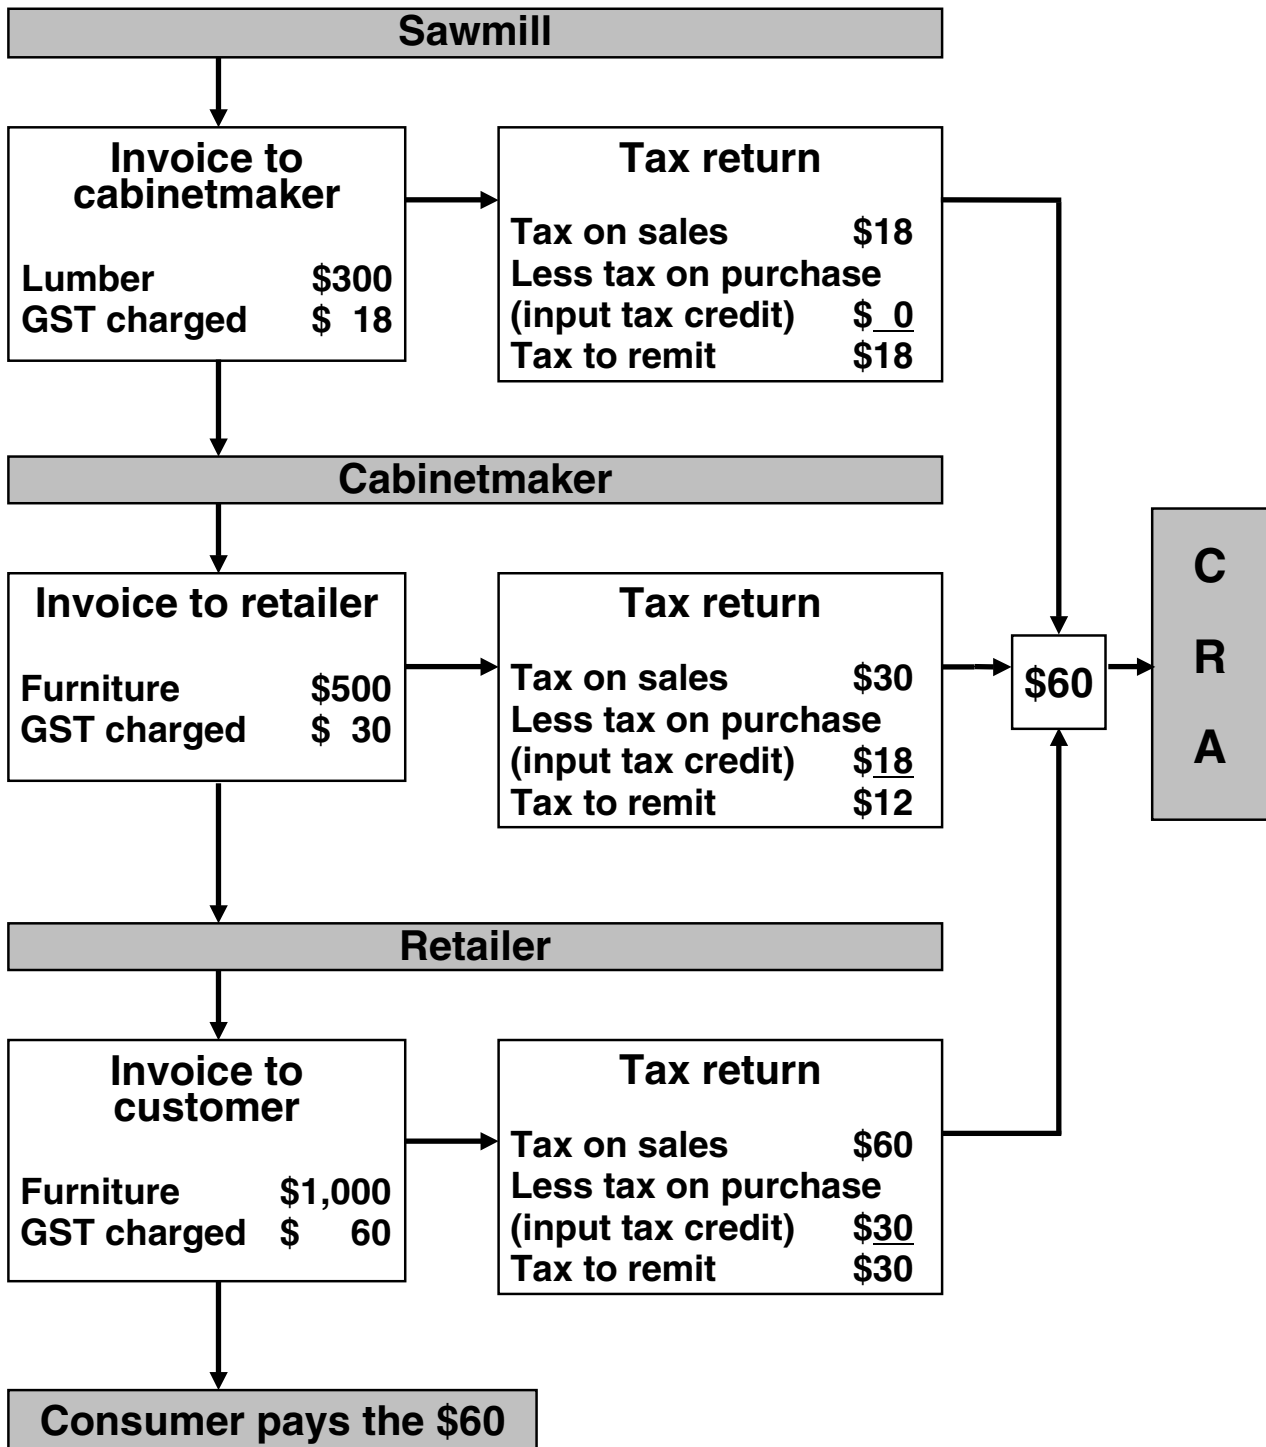 Sawmill
Invoice to
cabinetmaker
Lumber $300
GST charged $ 18
Tax return
Tax on sales $18
Less tax on purchase
(input tax credit) $ 0
Tax to remit $18
Cabinetmaker
Invoice to retailer
Furniture $500
GST charged $ 30
Tax return
Tax on sales $30
Less tax on purchase
(input tax credit) $18
Tax to remit $12
$60
C
R
A
Retailer
Invoice to
customer
Furniture $1,000
GST charged $ 60
Tax return
Tax on sales $60
Less tax on purchase
(input tax credit) $30
Tax to remit $30
Consumer pays the $60